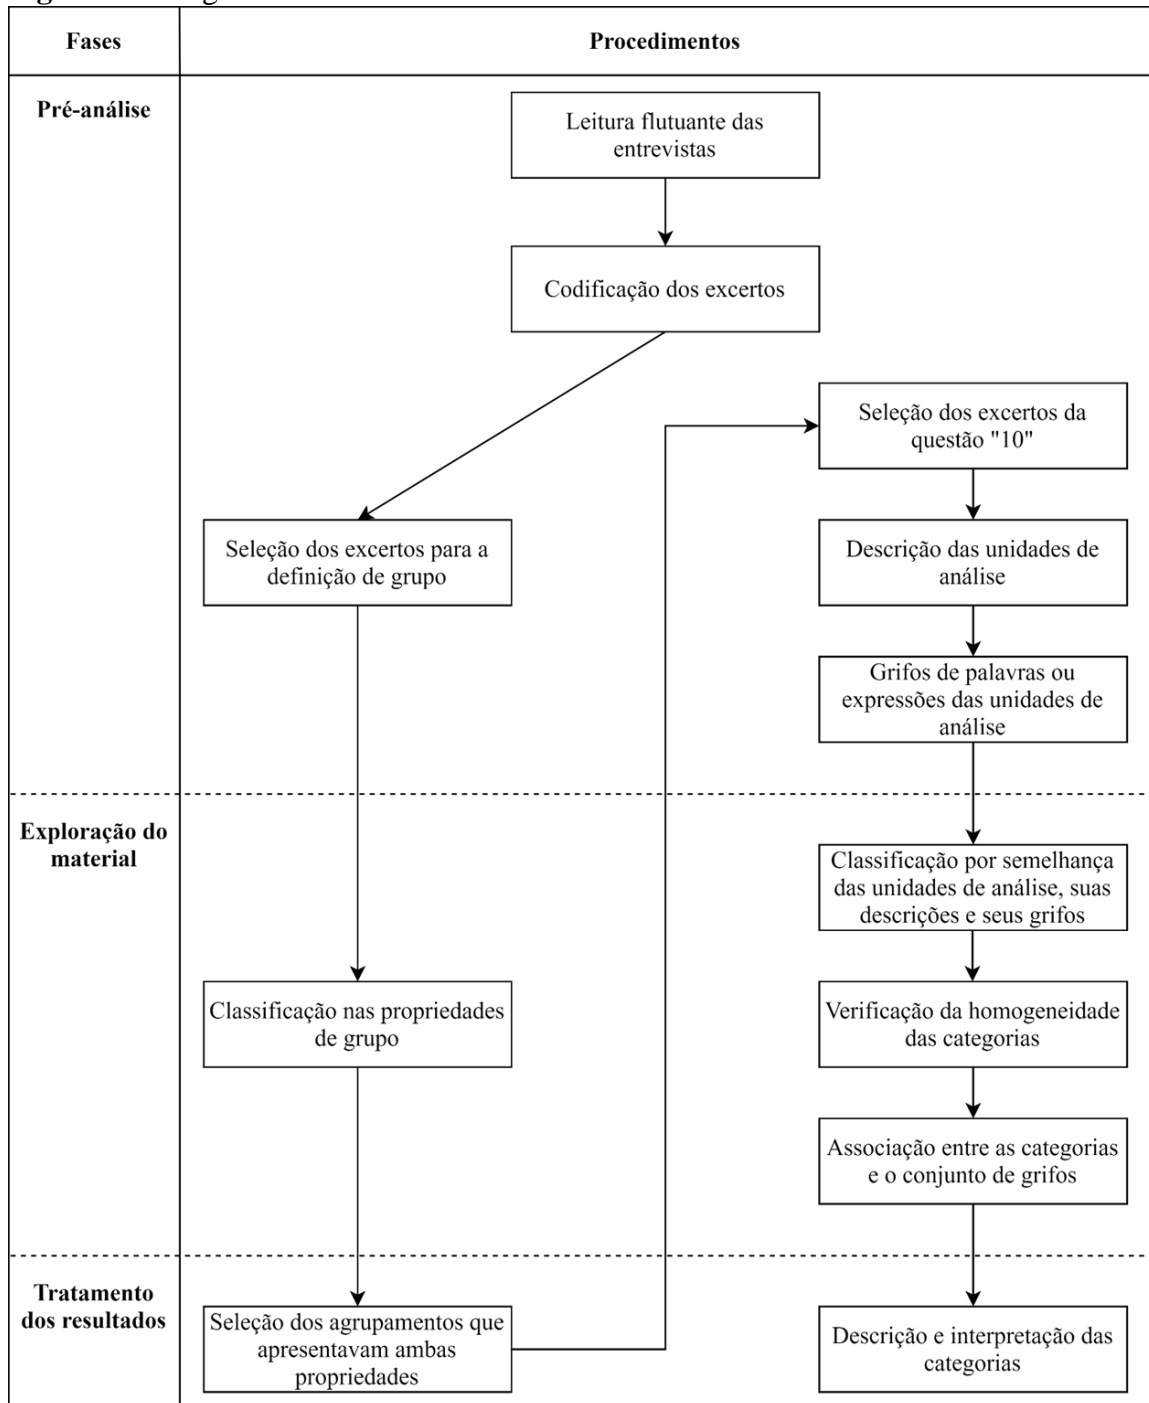 Fases
Procedimentos
Pré-análise
Leitura flutuante das
entrevistas
Codificação dos excertos
Seleção dos excertos da
questão "10"
Seleção dos excertos para a
definição de grupo
Descrição das unidades de
análise
Grifos de palavras ou
expressões das unidades de
análise
Exploração do
material
Classificação por semelhança
das unidades de análise, suas
descrições e seus grifos
Classificação nas propriedades
de grupo
Verificação da homogeneidade
das categorias
Associação entre as categorias
e o conjunto de grifos
Tratamento
dos resultados
Seleção dos agrupamentos que
apresentavam ambas
propriedades
Descrição e interpretação das
categorias